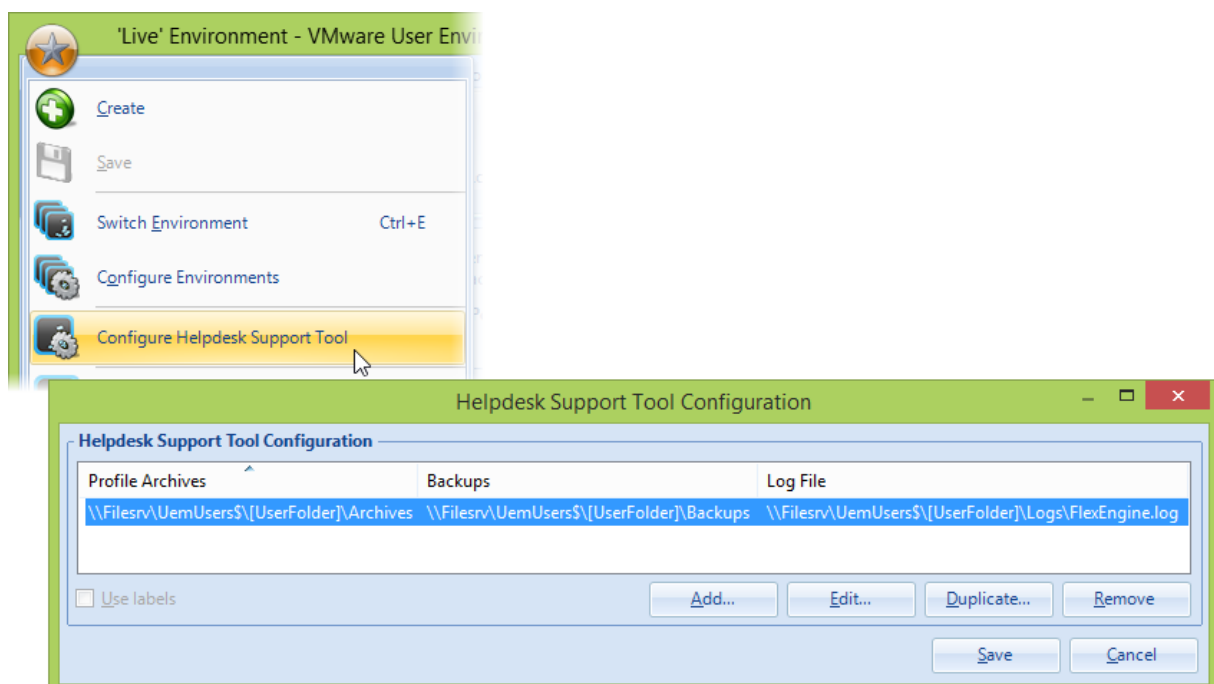 'Live' Environment - VMware User Envi
Create
Save
Switch Environment Ctrl+E
Configure Environments
Configure Helpdesk Support Tool
Helpdesk Support Tool Configuration
Helpdesk Support Tool Configuration
Profile Archives Backups Log File
\\Filesrv\UemUsers$\[UserFolder]\Archives \\Filesrv\UemUsers$\[UserFolder]\Backups \\Filesrv\UemUsers$\[UserFolder]\Logs\FlexEngine.log
Use labels Add... Edit... Duplicate... Remove
Save Cancel